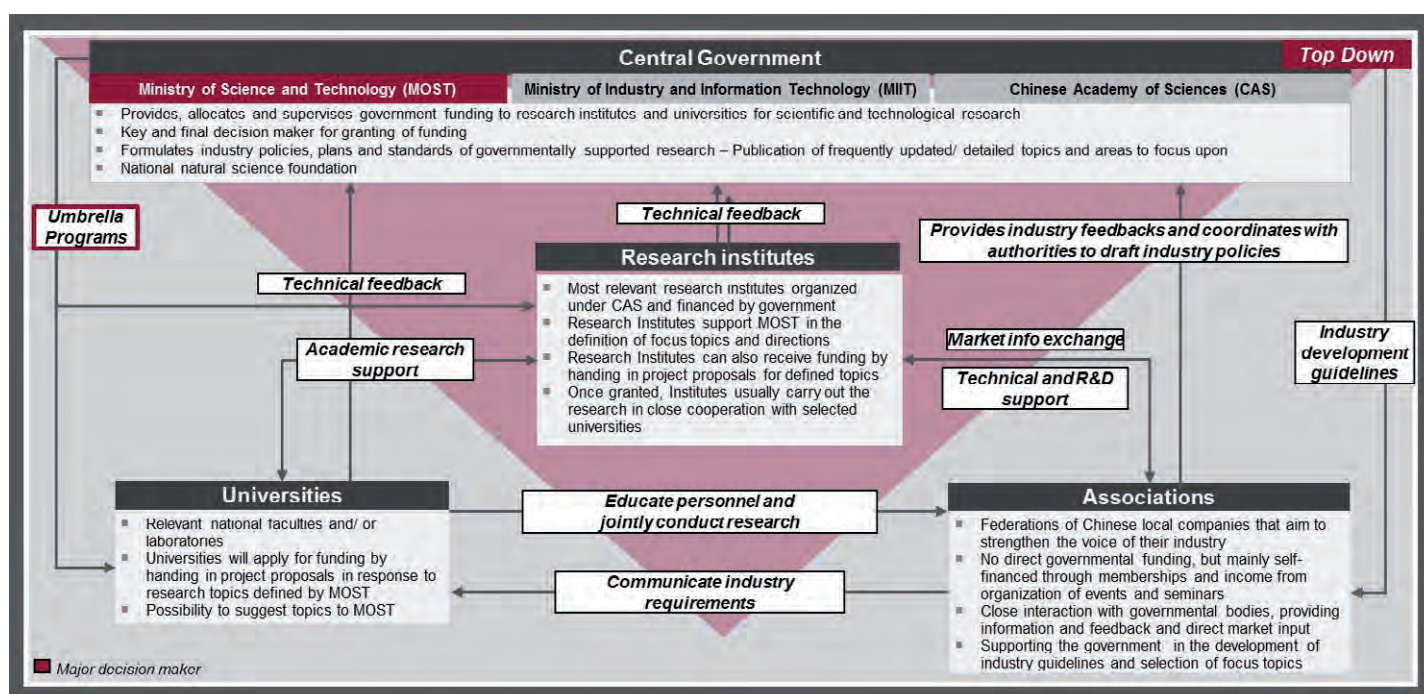 Central Government
Top Down
Ministry of Science and Technology (MOST)
Ministry of Industry and Information Technology (MIIT)
Chinese Academy of Sciences (CAS)
Provides, allocates and supervises government funding to research institutes and universities for scientific and technological research
Key and final decision maker for granting of funding
Formulates industry policies, plans and standards of governmentally supported research – Publication of frequently updated/ detailed topics and areas to focus upon
National natural science foundation
Umbrella
Programs
Technical feedback
Provides industry feedbacks and coordinates with
authorities to draft industry policies
Technical feedback
Research institutes
Most relevant research institutes organized
under CAS and financed by government
Research Institutes support MOST in the
definition of focus topics and directions
Research Institutes can also receive funding by
handing in project proposals for defined topics
Once granted, Institutes usually carry out the
research in close cooperation with selected
universities
Academic research
support
Market info exchange
Technical and R&D
support
Industry
development
guidelines
Universities
Relevant national faculties and/ or
laboratories
Universities will apply for funding by
handing in project proposals in response to
research topics defined by MOST
Possibility to suggest topics to MOST
Educate personnel and
jointly conduct research
Communicate industry
requirements
Associations
Federations of Chinese local companies that aim to
strengthen the voice of their industry
No direct governmental funding, but mainly self-
financed through memberships and income from
organization of events and seminars
Close interaction with governmental bodies, providing
information and feedback and direct market input
Supporting the government in the development of
industry guidelines and selection of focus topics
Major decision maker